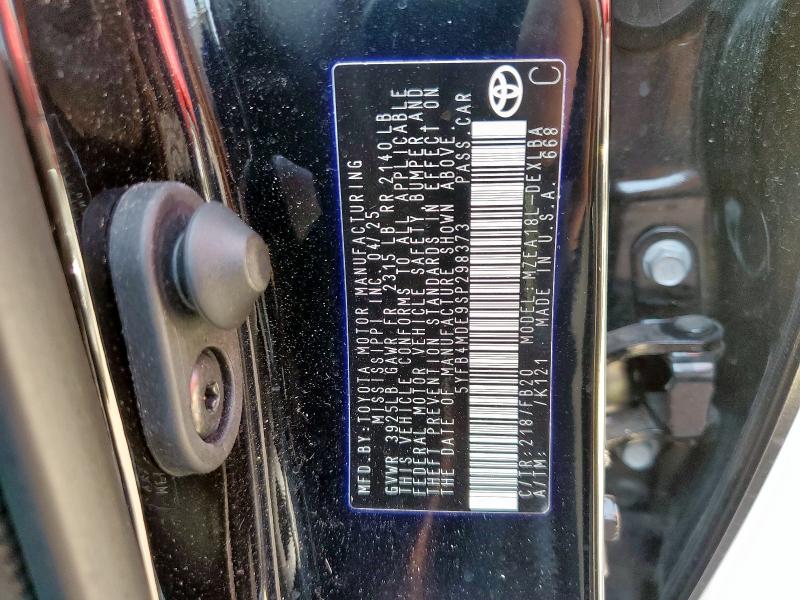 MFD.BY:TOYOTA MOTOR MANUFACTURING
MISSISSIPPI INC. 04/25
GVWR 3925LB GAWR FR 2315 LB RR 2140LB
THIS VEHICLE CONFORMS TO ALL APPLICABLE
FEDERAL MOTOR VEHICLE SAFETY, BUMPER, AND
THEFT PREVENTION STANDARDS IN EFFECT ON
THE DATE OF MANUFACTURE SHOWN ABOVE.
5YFB4MDE9SP298373 PASS.CAR
C/TR:218/FB20 MODEL:MZEA18L-DEXLBA
A/TM: /K121 MADE IN U.S.A. 668
C